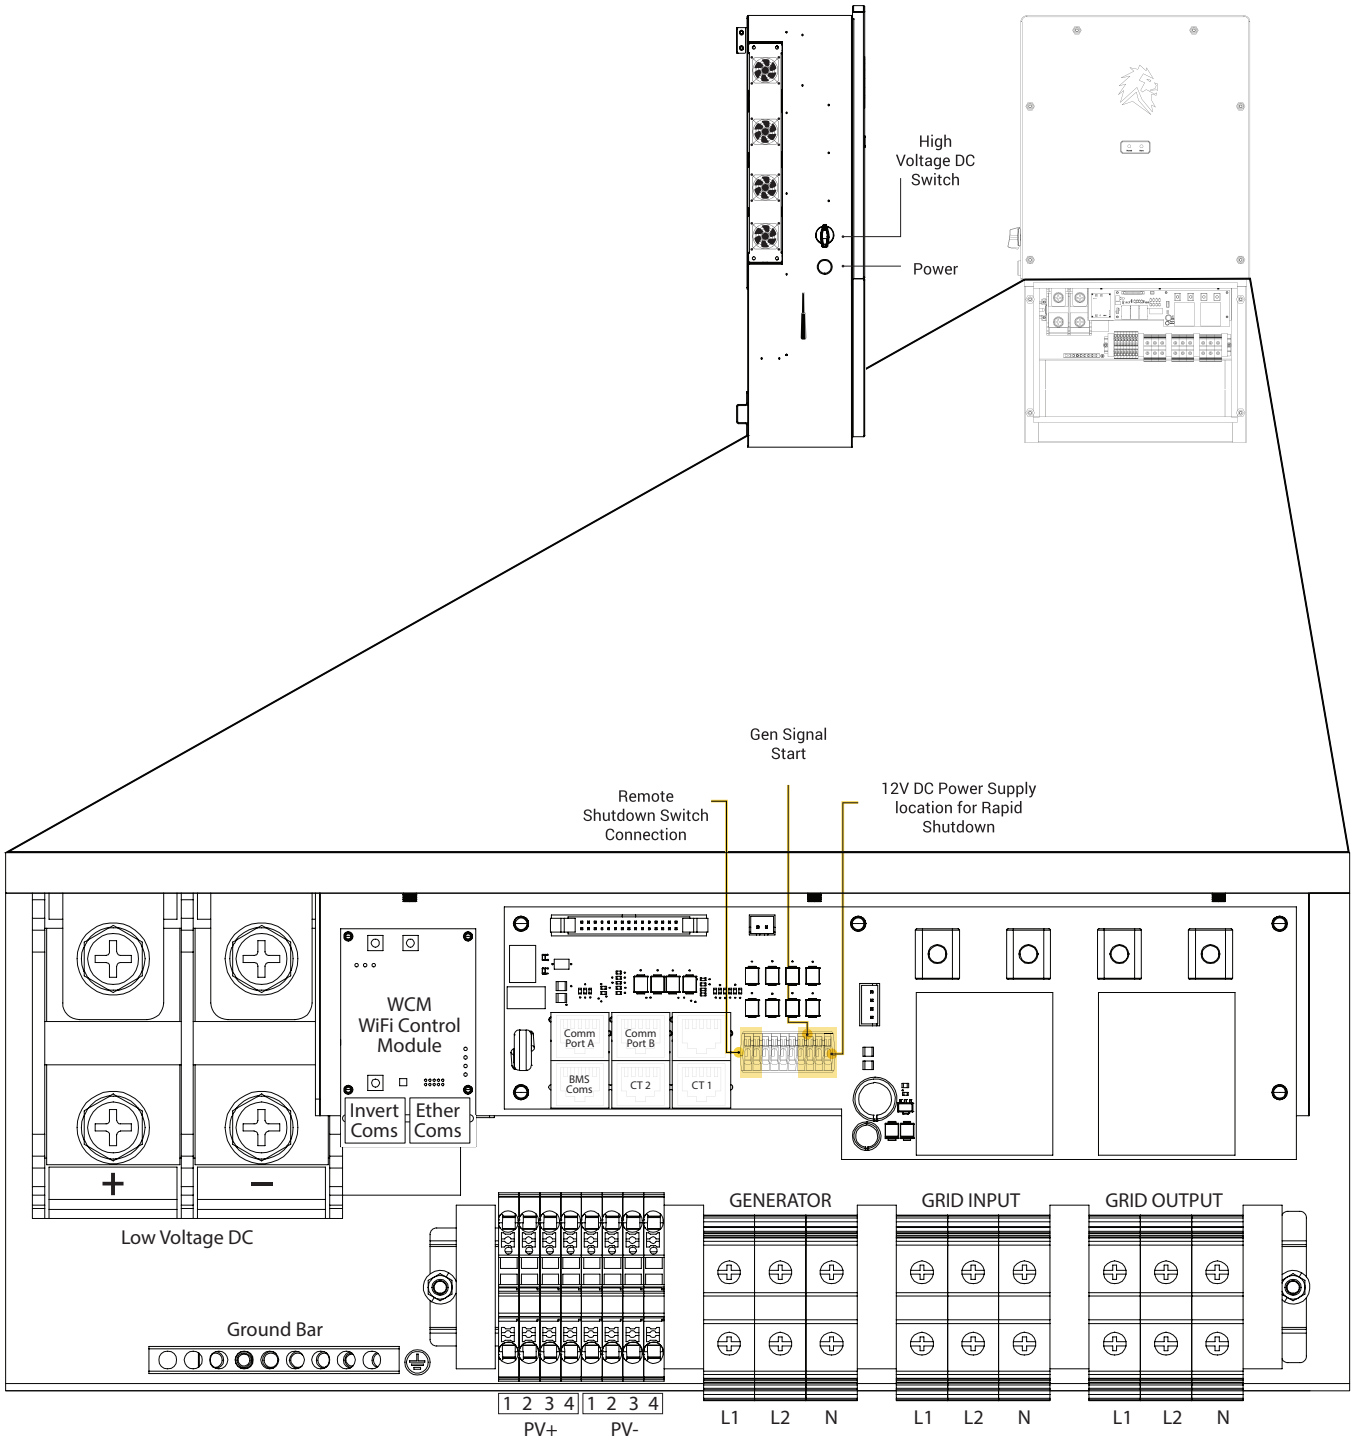 High
Voltage DC
Switch
Power
Gen Signal
Start
Remote
Shutdown Switch
Connection
12V DC Power Supply
location for Rapid
Shutdown
WCM
WiFi Control
Module
Invert
Coms
Ether
Coms
Comm
Port A
Comm
Port B
BMS
Coms
CT 2
CT 1
+
−
Low Voltage DC
Ground Bar
GENERATOR
GRID INPUT
GRID OUTPUT
1 2 3 4 1 2 3 4
PV+ PV-
L1 L2 N
L1 L2 N
L1 L2 N